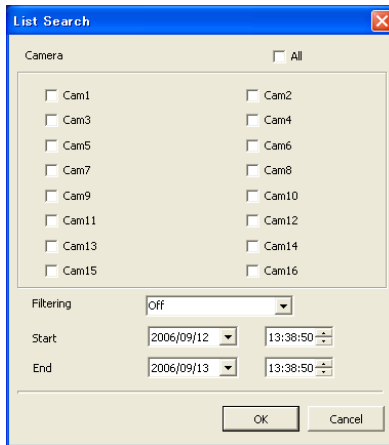 List Search
Camera All
Cam1 Cam2
Cam3 Cam4
Cam5 Cam6
Cam7 Cam8
Cam9 Cam10
Cam11 Cam12
Cam13 Cam14
Cam15 Cam16
Filtering Off
Start 2006/09/12 13:38:50
End 2006/09/13 13:38:50
OK Cancel